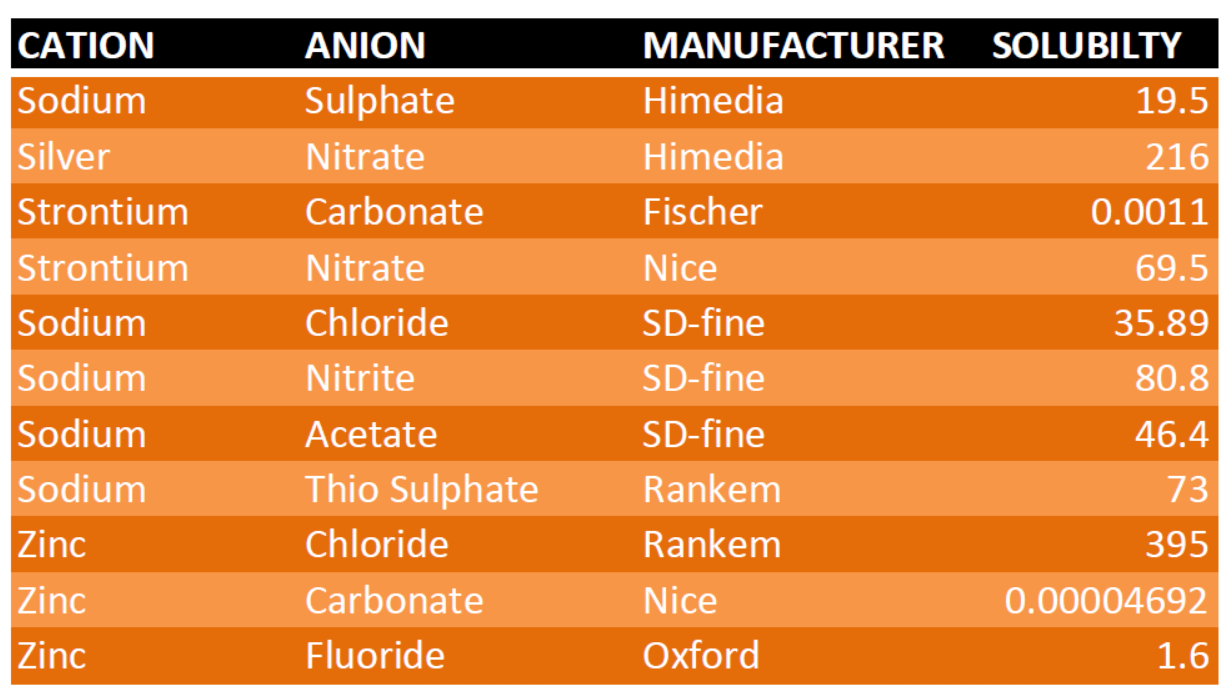 CATION ANION MANUFACTURER SOLUBILTY
Sodium Sulphate Himedia 19.5
Silver Nitrate Himedia 216
Strontium Carbonate Fischer 0.0011
Strontium Nitrate Nice 69.5
Sodium Chloride SD-fine 35.89
Sodium Nitrite SD-fine 80.8
Sodium Acetate SD-fine 46.4
Sodium Thio Sulphate Rankem 73
Zinc Chloride Rankem 395
Zinc Carbonate Nice 0.00004692
Zinc Fluoride Oxford 1.6